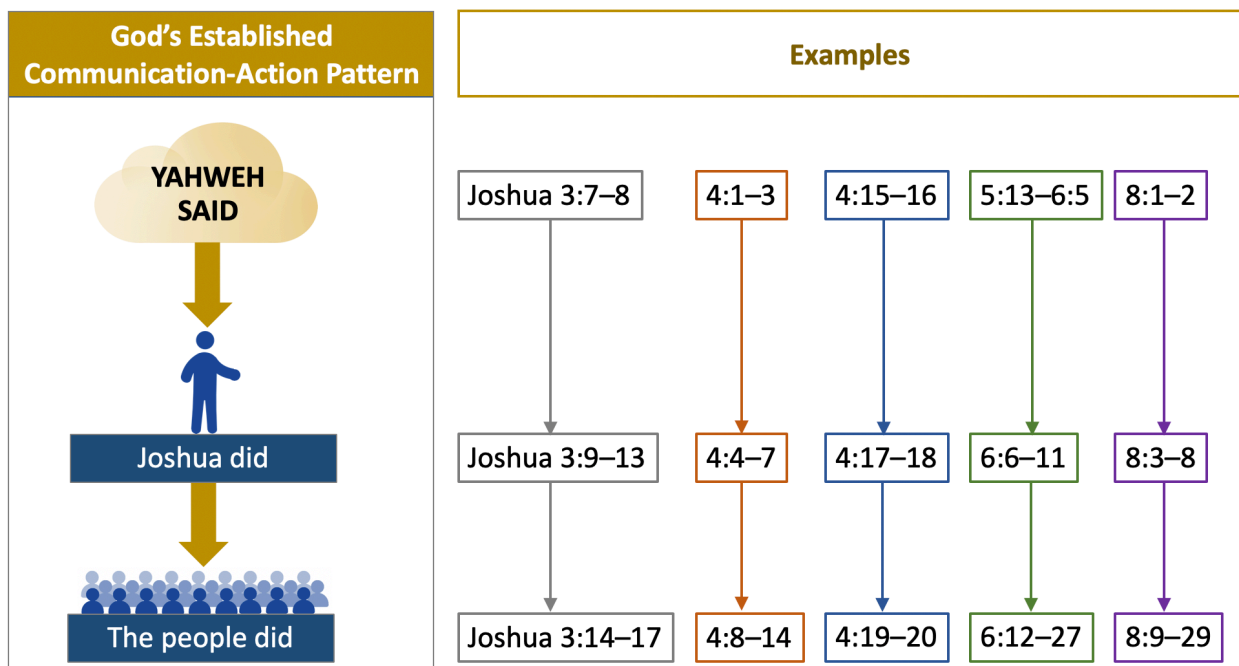 God’s Established
Communication-Action Pattern
Examples
YAHWEH
SAID
Joshua 3:7–8
4:1–3
4:15–16
5:13–6:5
8:1–2
Joshua did
Joshua 3:9–13
4:4–7
4:17–18
6:6–11
8:3–8
The people did
Joshua 3:14–17
4:8–14
4:19–20
6:12–27
8:9–29